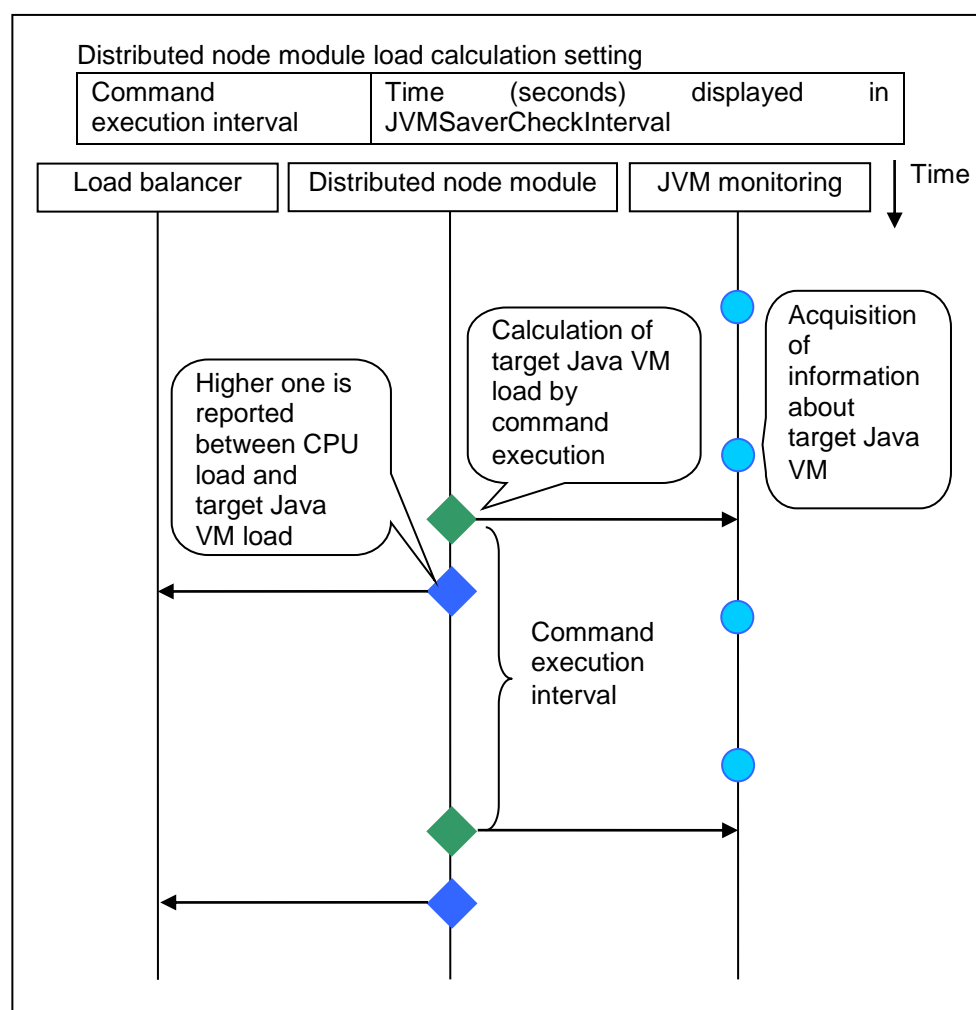 Distributed node module load calculation setting
Command
execution interval
Time (seconds) displayed in
JVMSaverCheckInterval
Load balancer
Distributed node module
JVM monitoring
Time
Acquisition
of
information
about
target Java
VM
Calculation of
target Java VM
load by
command
execution
Higher one is
reported
between CPU
load and
target Java
VM load
Command
execution
interval